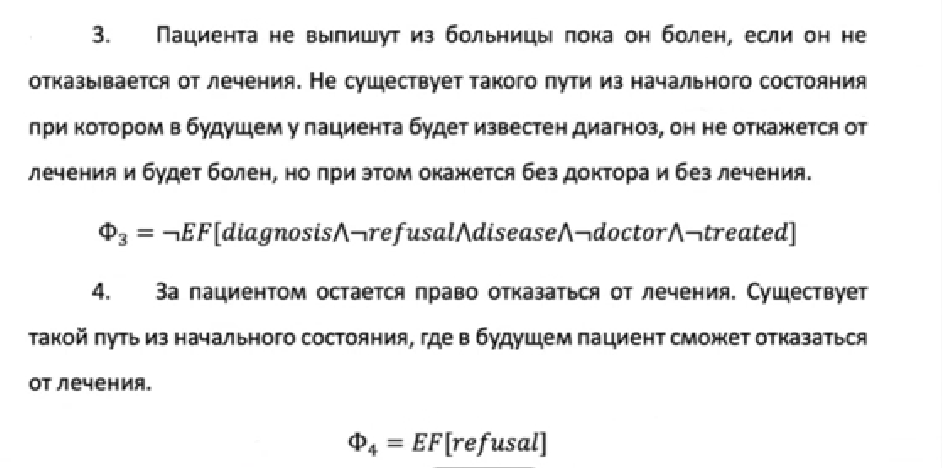 3. Пациента не выпишут из больницы пока он болен, если он не
отказывается от лечения. Не существует такого пути из начального состояния
при котором в будущем у пациента будет известен диагноз, он не откажется от
лечения и будет болен, но при этом окажется без доктора и без лечения.
Φ₃ = ¬EF[diagnosis∧¬refusal∧disease∧¬doctor∧¬treated]
4. За пациентом остается право отказаться от лечения. Существует
такой путь из начального состояния, где в будущем пациент сможет отказаться
от лечения.
Φ₄ = EF[refusal]